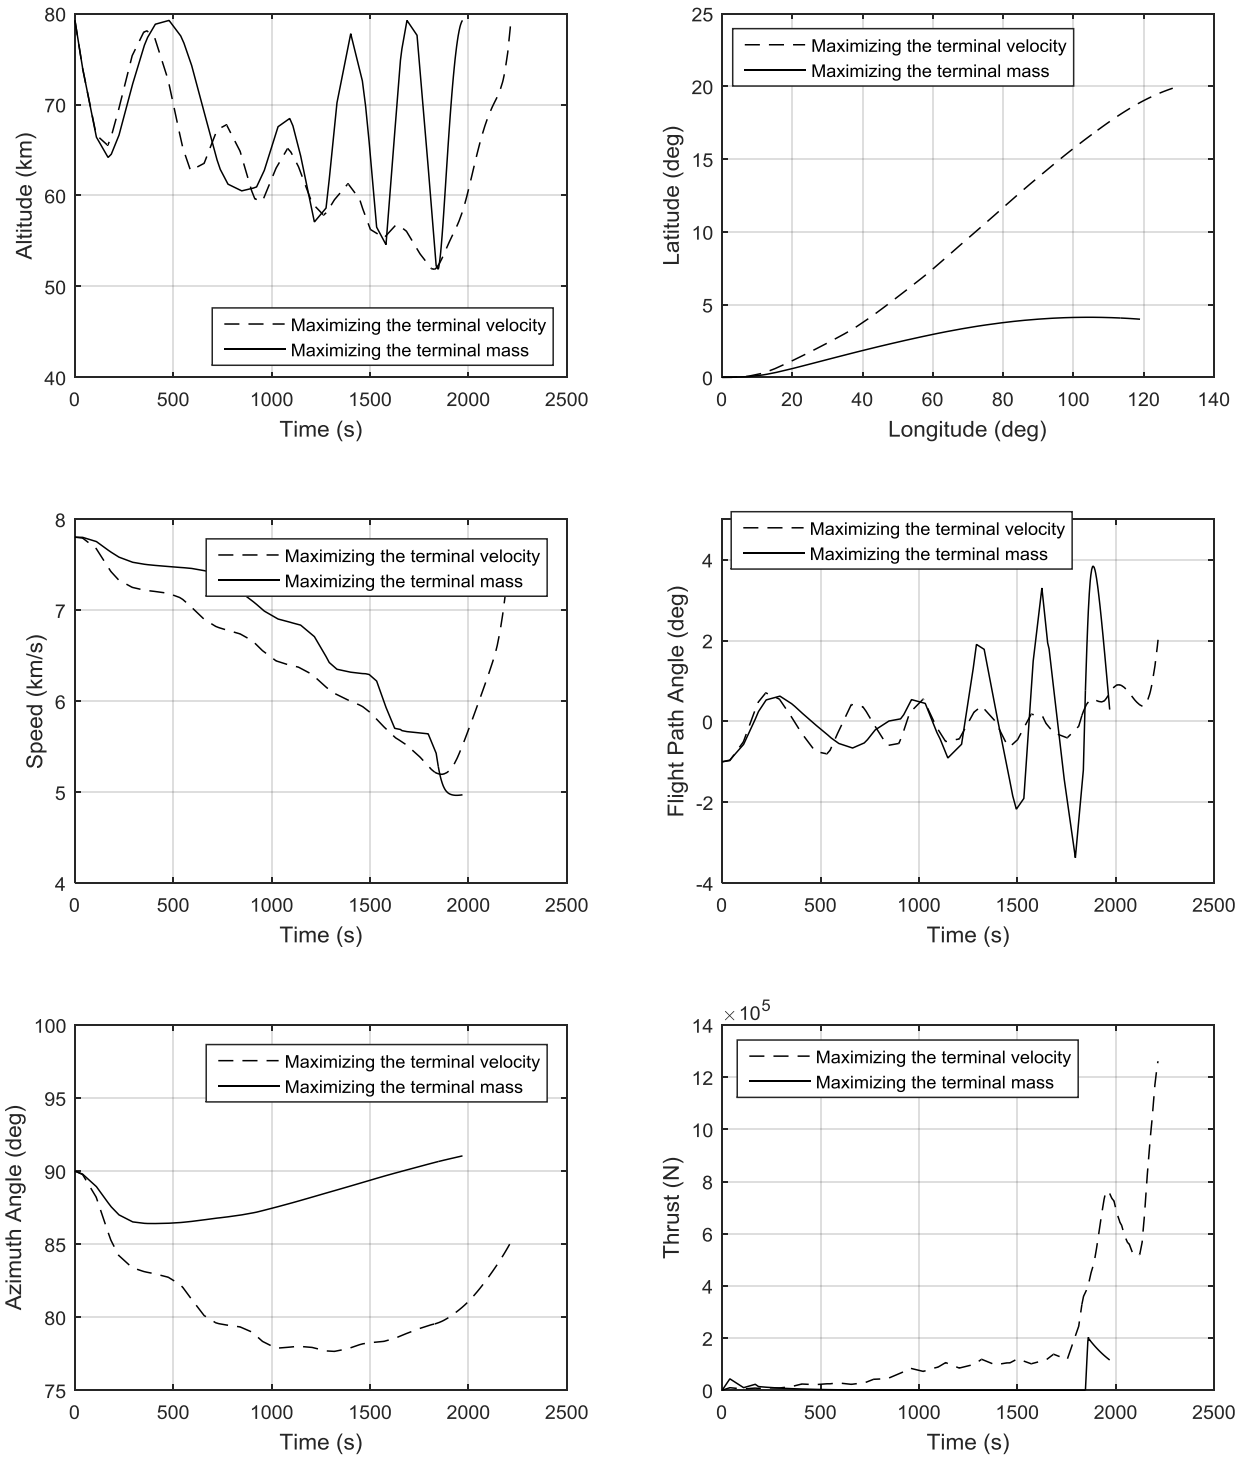 80
70
60
50
40
Altitude (km)
Maximizing the terminal velocity
Maximizing the terminal mass
0 500 1000 1500 2000 2500
Time (s)
25
20
15
10
5
0
Latitude (deg)
Maximizing the terminal velocity
Maximizing the terminal mass
0 20 40 60 80 100 120 140
Longitude (deg)
8
7
6
5
4
Speed (km/s)
Maximizing the terminal velocity
Maximizing the terminal mass
0 500 1000 1500 2000 2500
Time (s)
4
2
0
-2
-4
Flight Path Angle (deg)
Maximizing the terminal velocity
Maximizing the terminal mass
0 500 1000 1500 2000 2500
Time (s)
100
95
90
85
80
75
Azimuth Angle (deg)
Maximizing the terminal velocity
Maximizing the terminal mass
0 500 1000 1500 2000 2500
Time (s)
×10⁵
14
12
10
8
6
4
2
0
Thrust (N)
Maximizing the terminal velocity
Maximizing the terminal mass
0 500 1000 1500 2000 2500
Time (s)